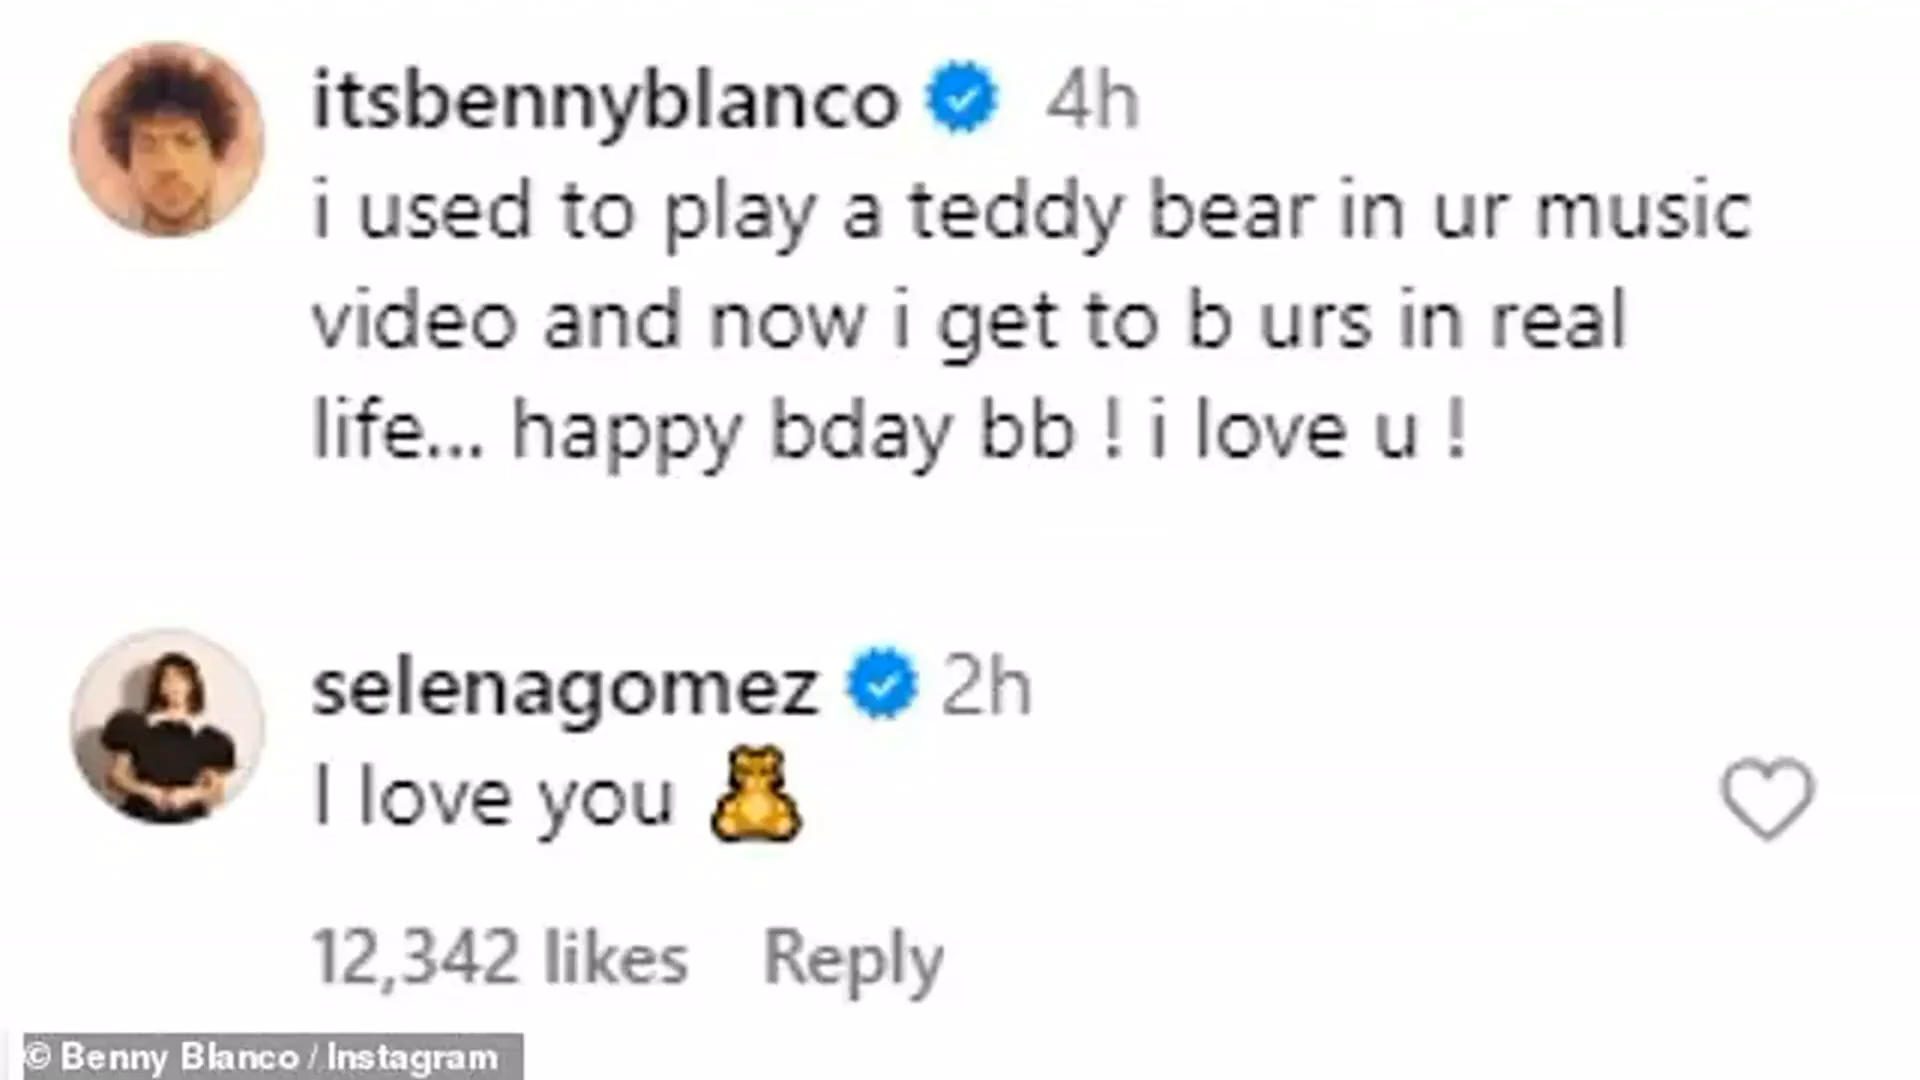 itsbennyblanco 4h
i used to play a teddy bear in ur music
video and now i get to b urs in real
life... happy bday bb ! i love u !
selenagomez 2h
I love you 🧸
12,342 likes Reply
© Benny Blanco / Instagram